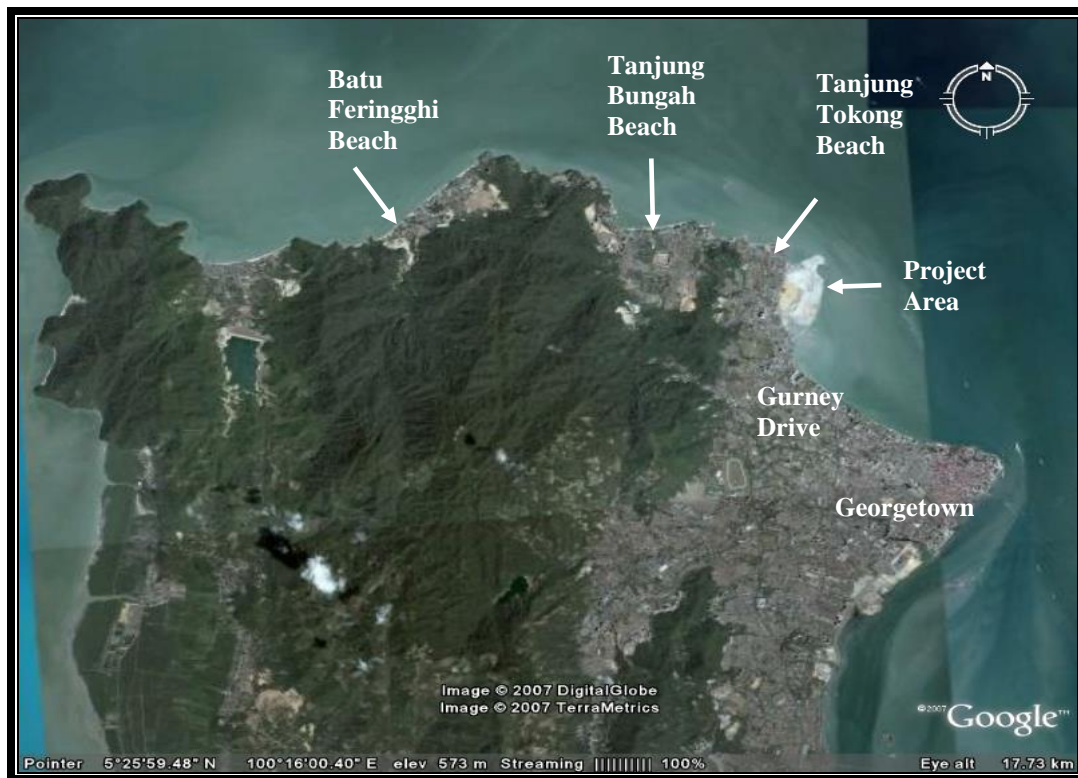 Batu
Feringghi
Beach
Tanjung
Bungah
Beach
Tanjung
Tokong
Beach
N
Project
Area
Gurney
Drive
Georgetown
Image © 2007 DigitalGlobe
Image © 2007 TerraMetrics
©2007 Google™
Pointer 5°25'59.48" N 100°16'00.40" E elev 573 m Streaming |||||||||| 100% Eye alt 17.73 km